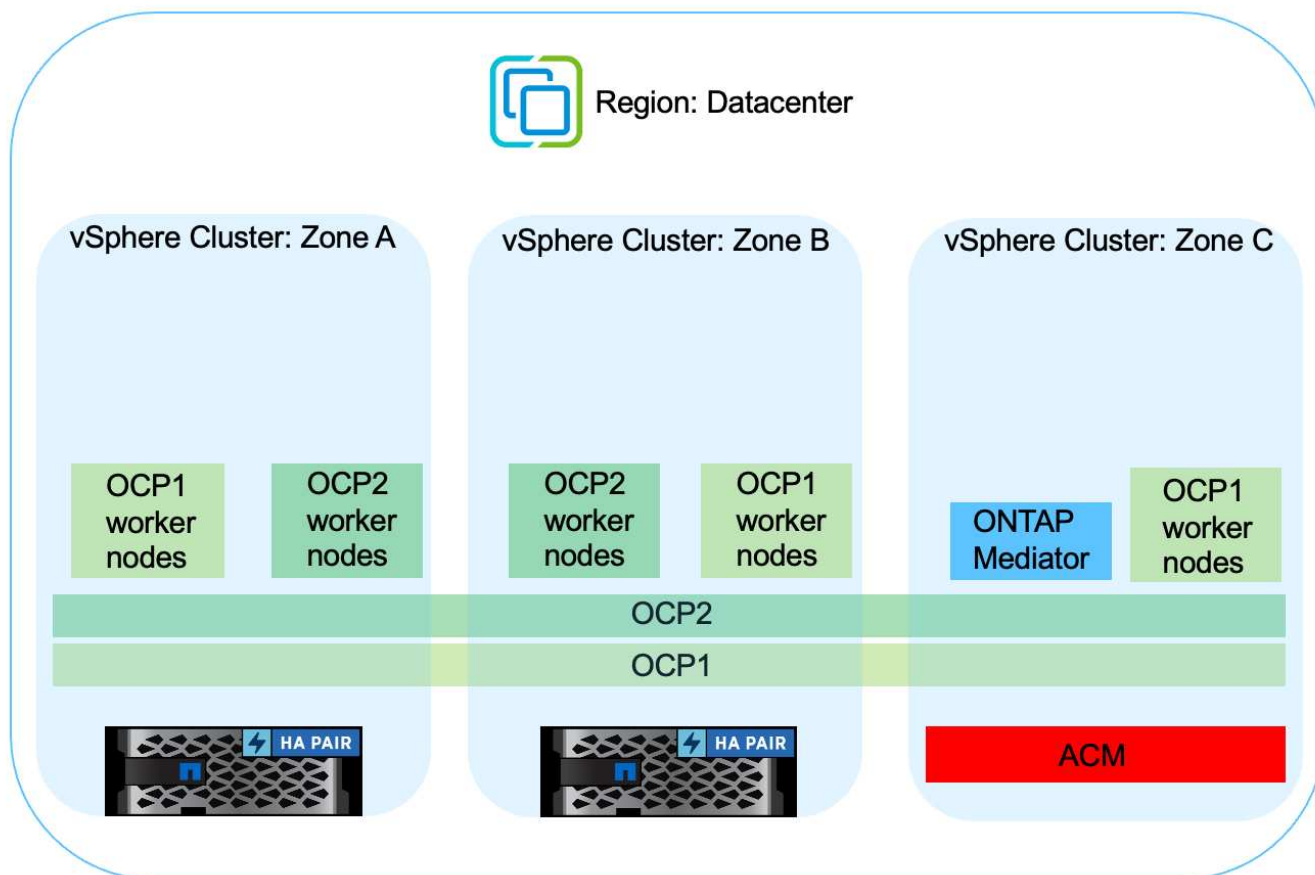 Region: Datacenter
vSphere Cluster: Zone A
vSphere Cluster: Zone B
vSphere Cluster: Zone C
OCP1
worker
nodes
OCP2
worker
nodes
OCP2
worker
nodes
OCP1
worker
nodes
ONTAP
Mediator
OCP1
worker
nodes
OCP2
OCP1
HA PAIR
HA PAIR
ACM